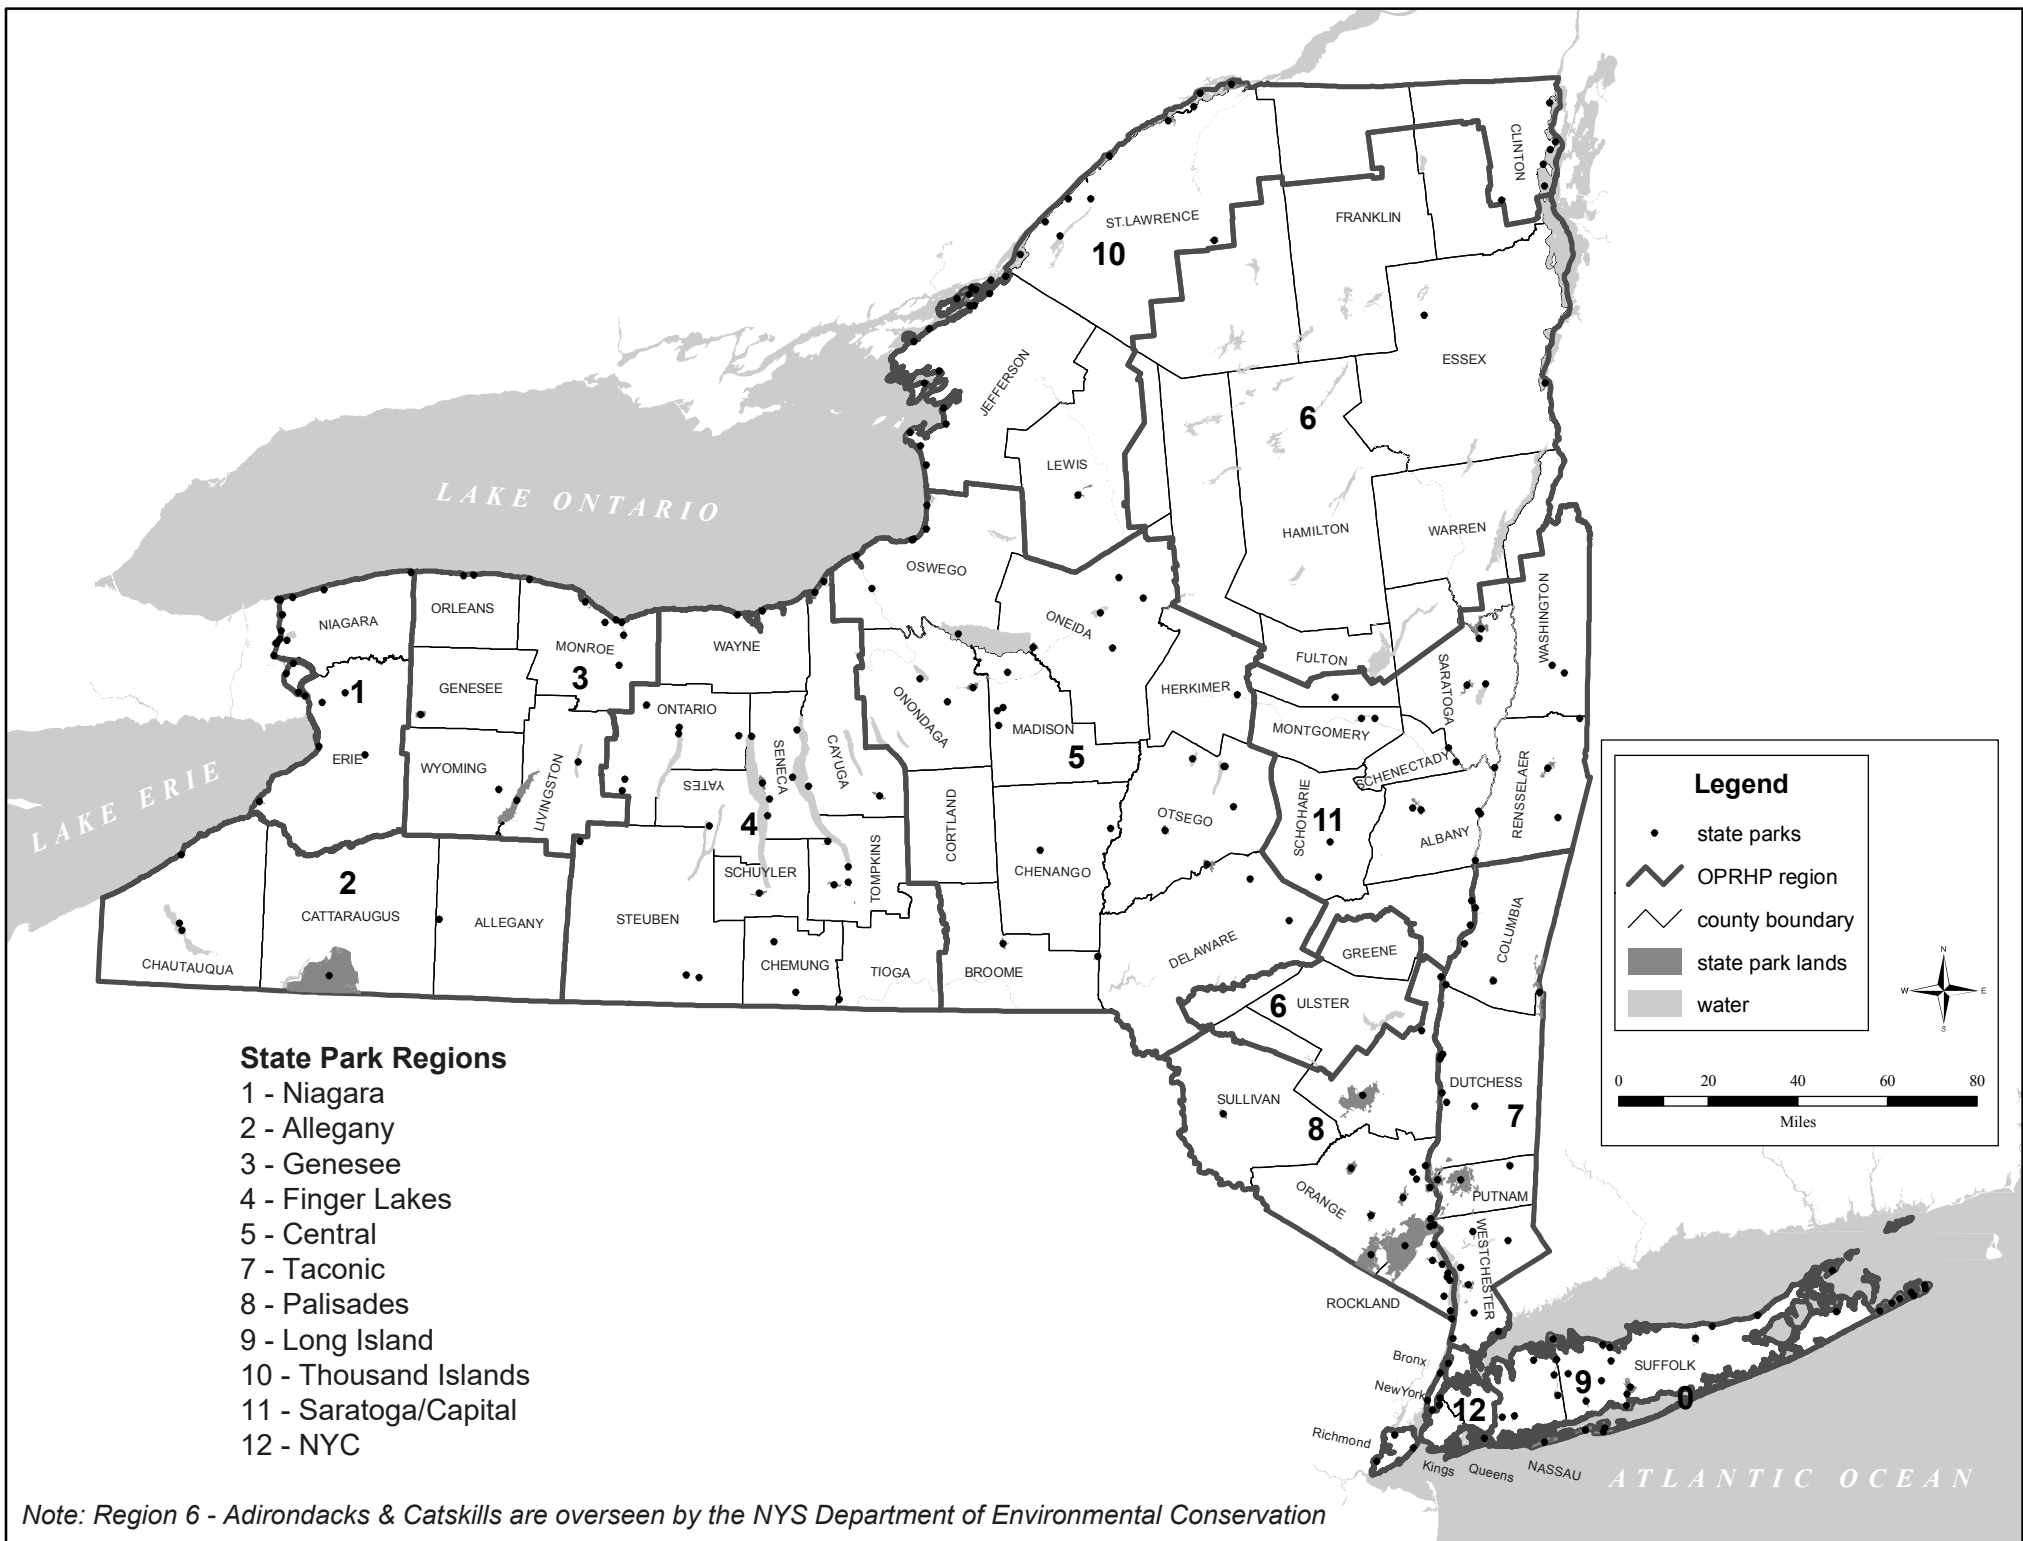 CLINTON
ST.LAWRENCE
FRANKLIN
10
ESSEX
JEFFERSON
6
LEWIS
LAKE ONTARIO
HAMILTON
WARREN
OSWEGO
WASHINGTON
ORLEANS
NIAGARA
ONEIDA
MONROE
WAYNE
FULTON
3
GENESEE
SARATOGA
HERKIMER
1
ONTARIO
ONONDAGA
MADISON
MONTGOMERY
5
ERIE
WYOMING
LIVINGSTON
YATES
SENECA
CAYUGA
SCHENECTADY
RENSSELAER
LAKE ERIE
4
CORTLAND
OTSEGO
SCHOHARIE
11
ALBANY
2
SCHUYLER
TOMPKINS
CHENANGO
CATTARAUGUS
ALLEGANY
STEUBEN
COLUMBIA
CHAUTAUQUA
CHEMUNG
TIOGA
BROOME
DELAWARE
GREENE
6
ULSTER
DUTCHESS
SULLIVAN
7
8
ORANGE
PUTNAM
WESTCHESTER
ROCKLAND
Bronx
NewYork
SUFFOLK
9
0
12
Richmond
Kings
Queens
NASSAU
ATLANTIC OCEAN
Legend
state parks
OPRHP region
county boundary
state park lands
water
N
W
E
S
0 20 40 60 80
Miles
State Park Regions
1 - Niagara
2 - Allegany
3 - Genesee
4 - Finger Lakes
5 - Central
7 - Taconic
8 - Palisades
9 - Long Island
10 - Thousand Islands
11 - Saratoga/Capital
12 - NYC
Note: Region 6 - Adirondacks & Catskills are overseen by the NYS Department of Environmental Conservation